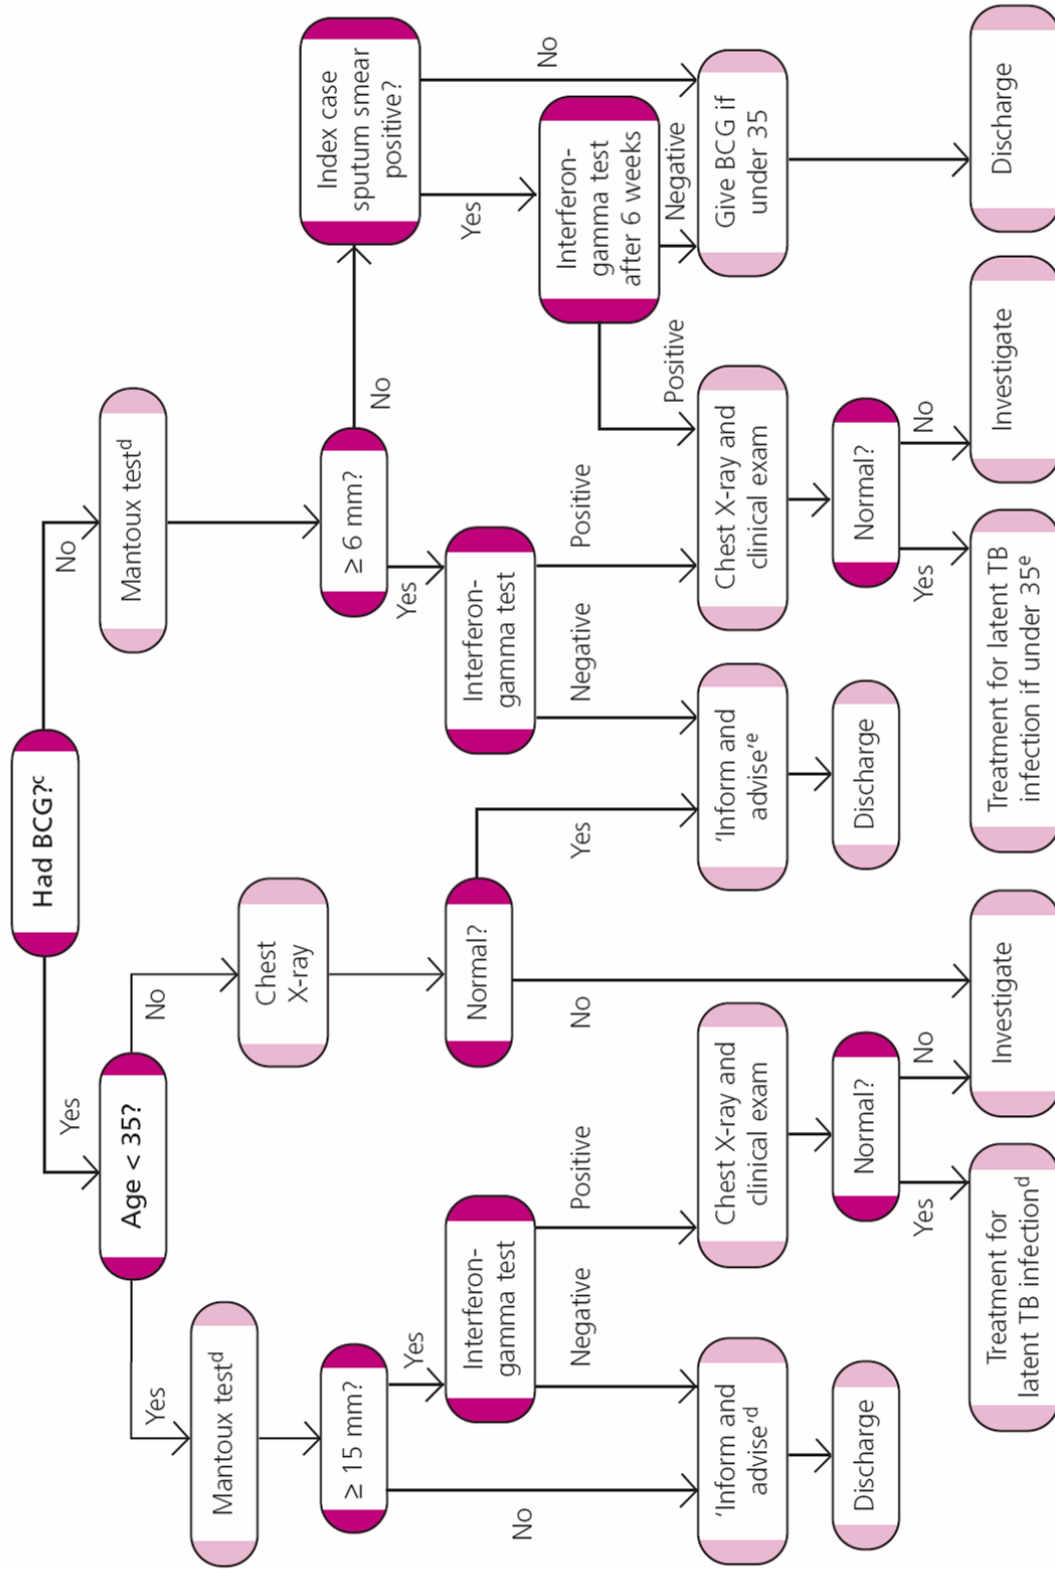 Had BCG?ᶜ
Yes
No
Age < 35?
Yes
No
Mantoux testᵈ
≥ 15 mm?
No
Yes
Interferon-
gamma test
Negative
Positive
'Inform and
advise'ᵈ
Discharge
Chest X-ray and
clinical exam
Normal?
Yes
No
Treatment for
latent TB infectionᵈ
Investigate
Chest
X-ray
Normal?
No
Yes
Mantoux testᵈ
≥ 6 mm?
Yes
No
Interferon-
gamma test
Negative
Positive
'Inform and
advise'ᵉ
Discharge
Index case
sputum smear
positive?
Yes
No
Interferon-
gamma test
after 6 weeks
Positive
Negative
Chest X-ray and
clinical exam
Normal?
Yes
No
Treatment for latent TB
infection if under 35ᵉ
Investigate
Give BCG if
under 35
Discharge